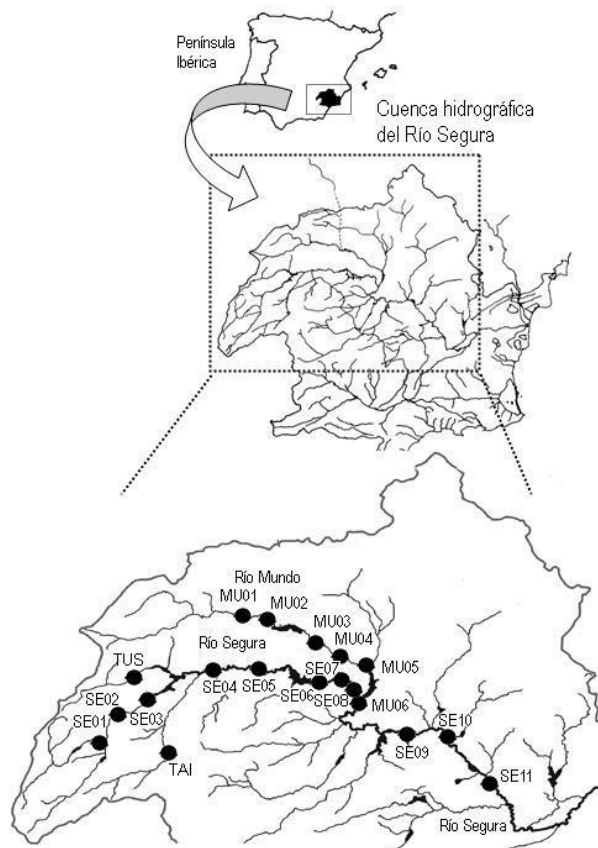 Península
Ibérica
Cuenca hidrográfica
del Río Segura
Río Mundo
MU01
MU02
MU03
MU04
MU05
Río Segura
TUS
SE07
SE04
SE05
SE06
SE08
MU06
SE02
SE03
SE01
TAI
SE10
SE09
SE11
Río Segura